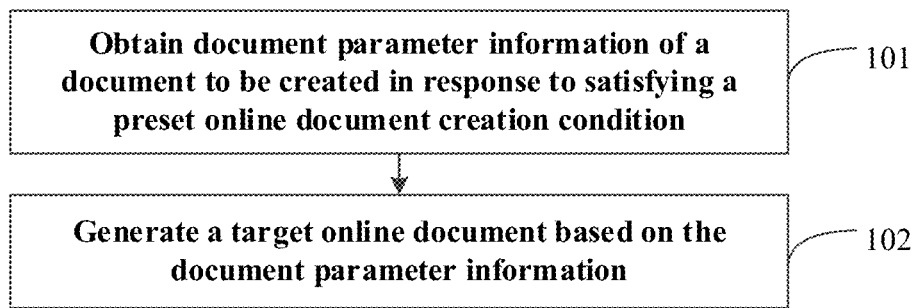 Obtain document parameter information of a
document to be created in response to satisfying a
preset online document creation condition
101
Generate a target online document based on the
document parameter information
102